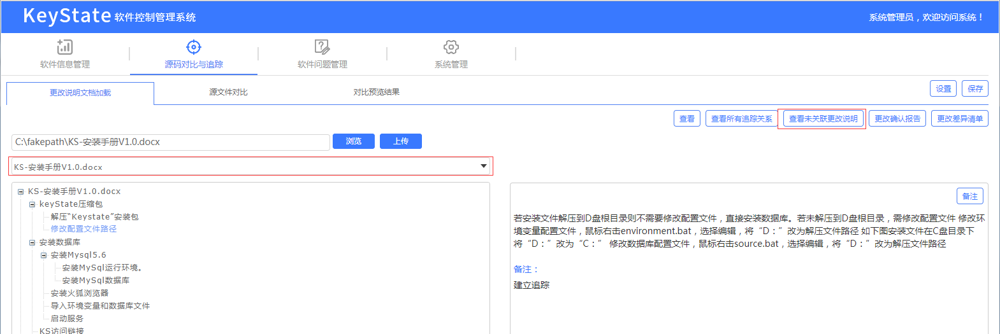 KeyState 软件控制管理系统
系统管理员，欢迎访问系统！
软件信息管理
源码对比与追踪
软件问题管理
系统管理
更改说明文档加载
源文件对比
对比预览结果
设置
保存
查看
查看所有追踪关系
查看未关联更改说明
更改确认报告
更改差异清单
C:\fakepath\KS-安装手册V1.0.docx
浏览
上传
KS-安装手册V1.0.docx
KS-安装手册V1.0.docx
keyState压缩包
解压“Keystate”安装包
修改配置文件路径
安装数据库
安装Mysql5.6
安装MySql运行环境。
安装MySql数据库
安装火狐浏览器
导入环境变量和数据库文件
启动服务
KS访问链接
备注
若安装文件解压到D盘根目录则不需要修改配置文件，直接安装数据库。若未解压到D盘根目录，需修改配置文件 修改环
境变量配置文件，鼠标右击environment.bat，选择编辑，将“D：”改为解压文件路径 如下图安装文件在C盘目录下
将“D：”改为“C：” 修改数据库配置文件，鼠标右击source.bat，选择编辑，将“D：”改为解压文件路径
备注：
建立追踪